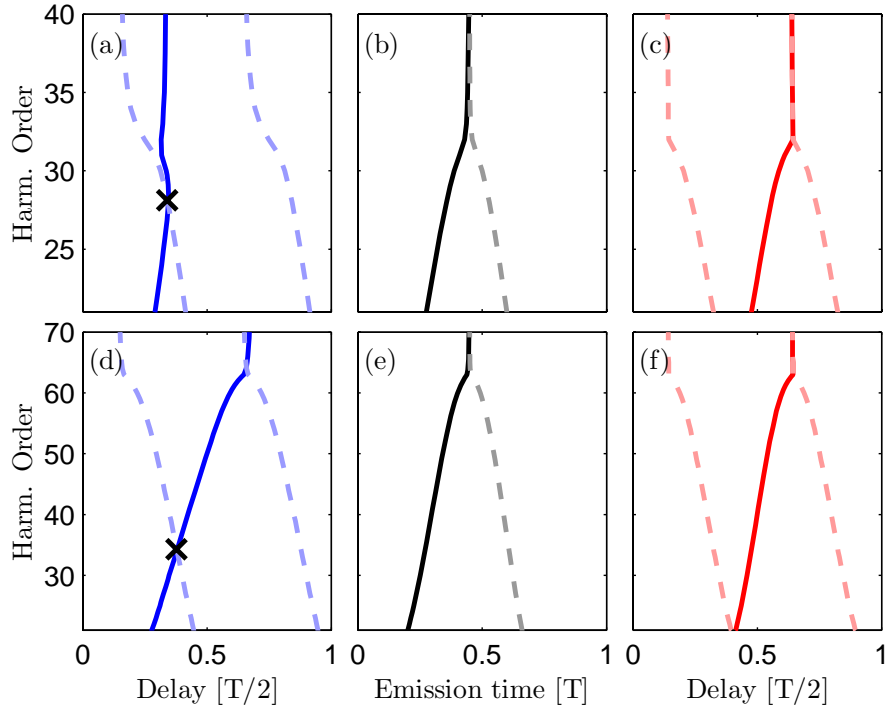 40
35
30
25
Harm. Order
(a)
(b)
(c)
70
60
50
40
30
Harm. Order
(d)
(e)
(f)
0 0.5 1
0 0.5 1
0 0.5 1
Delay [T/2]
Emission time [T]
Delay [T/2]